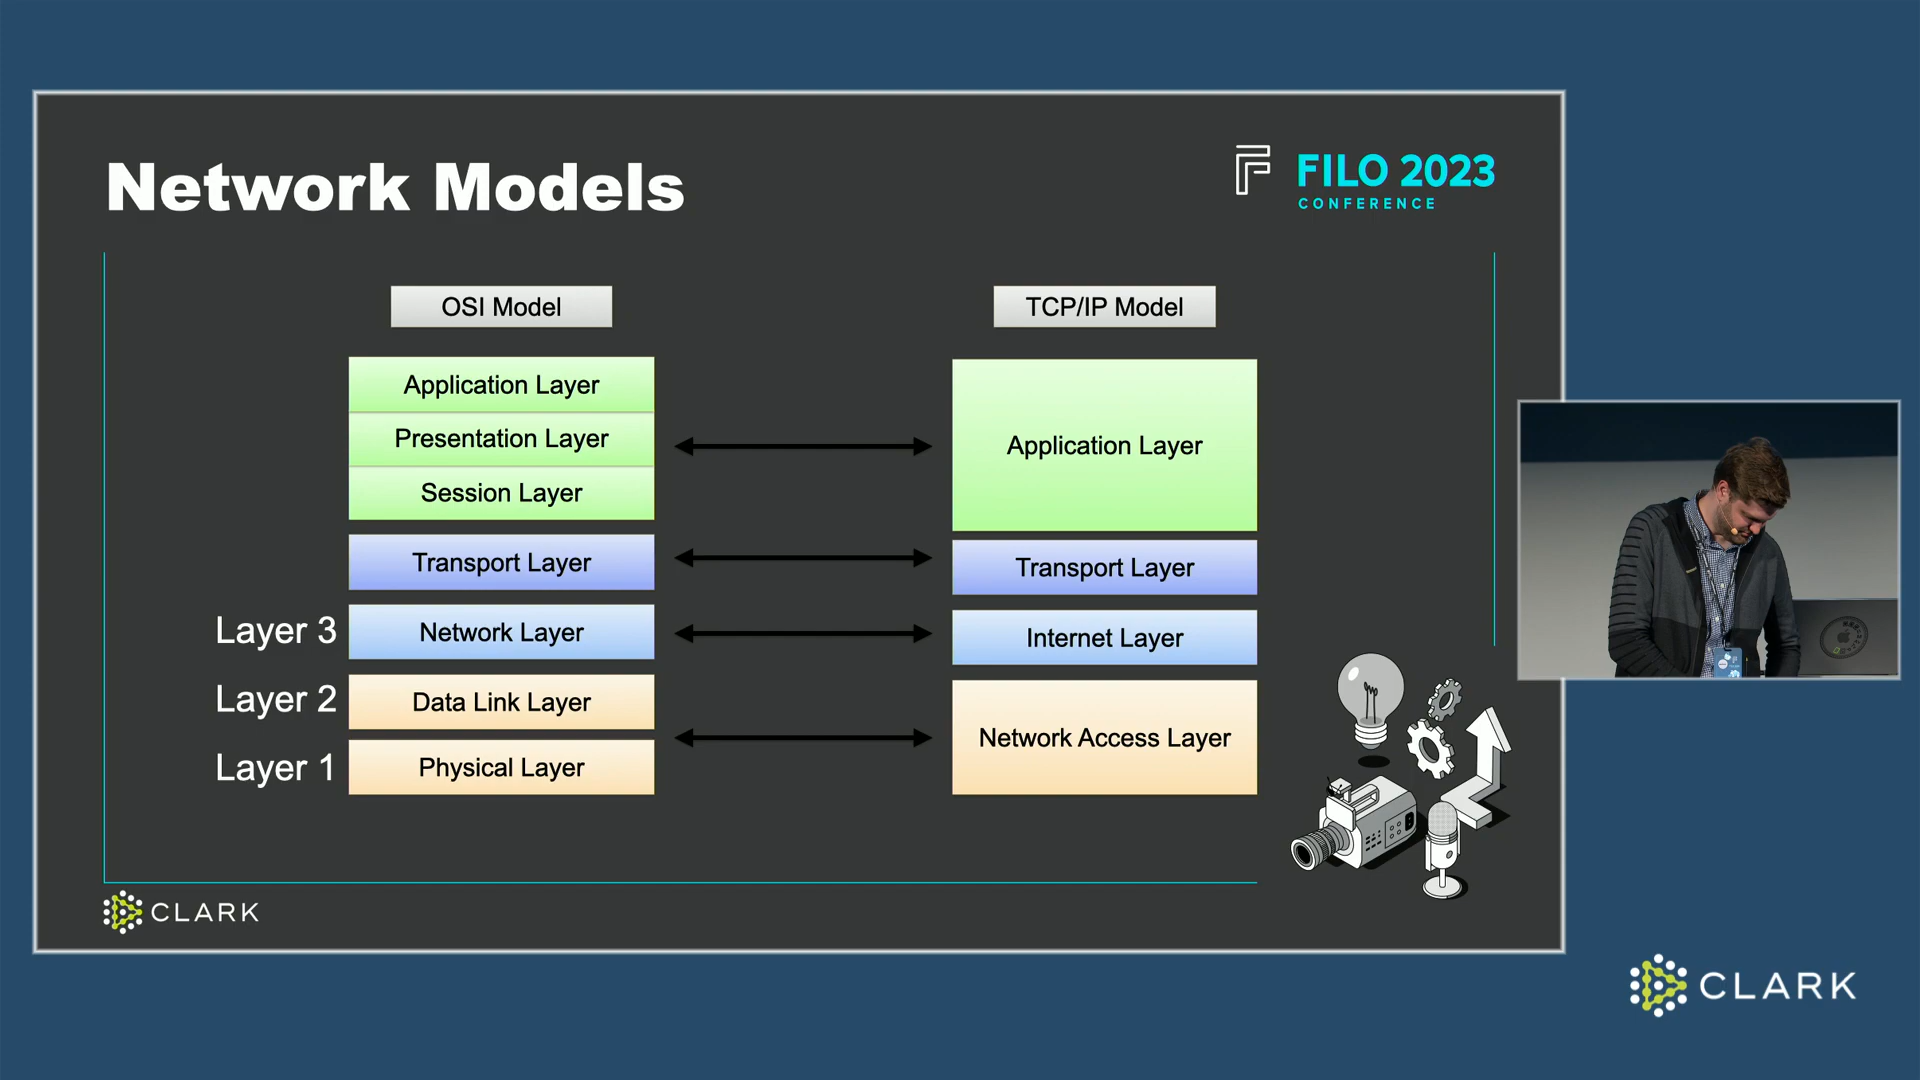 Network Models
FILO 2023
CONFERENCE
OSI Model
TCP/IP Model
Application Layer
Presentation Layer
Session Layer
Application Layer
Transport Layer
Transport Layer
Layer 3
Network Layer
Internet Layer
Layer 2
Data Link Layer
Layer 1
Physical Layer
Network Access Layer
CLARK
CLARK